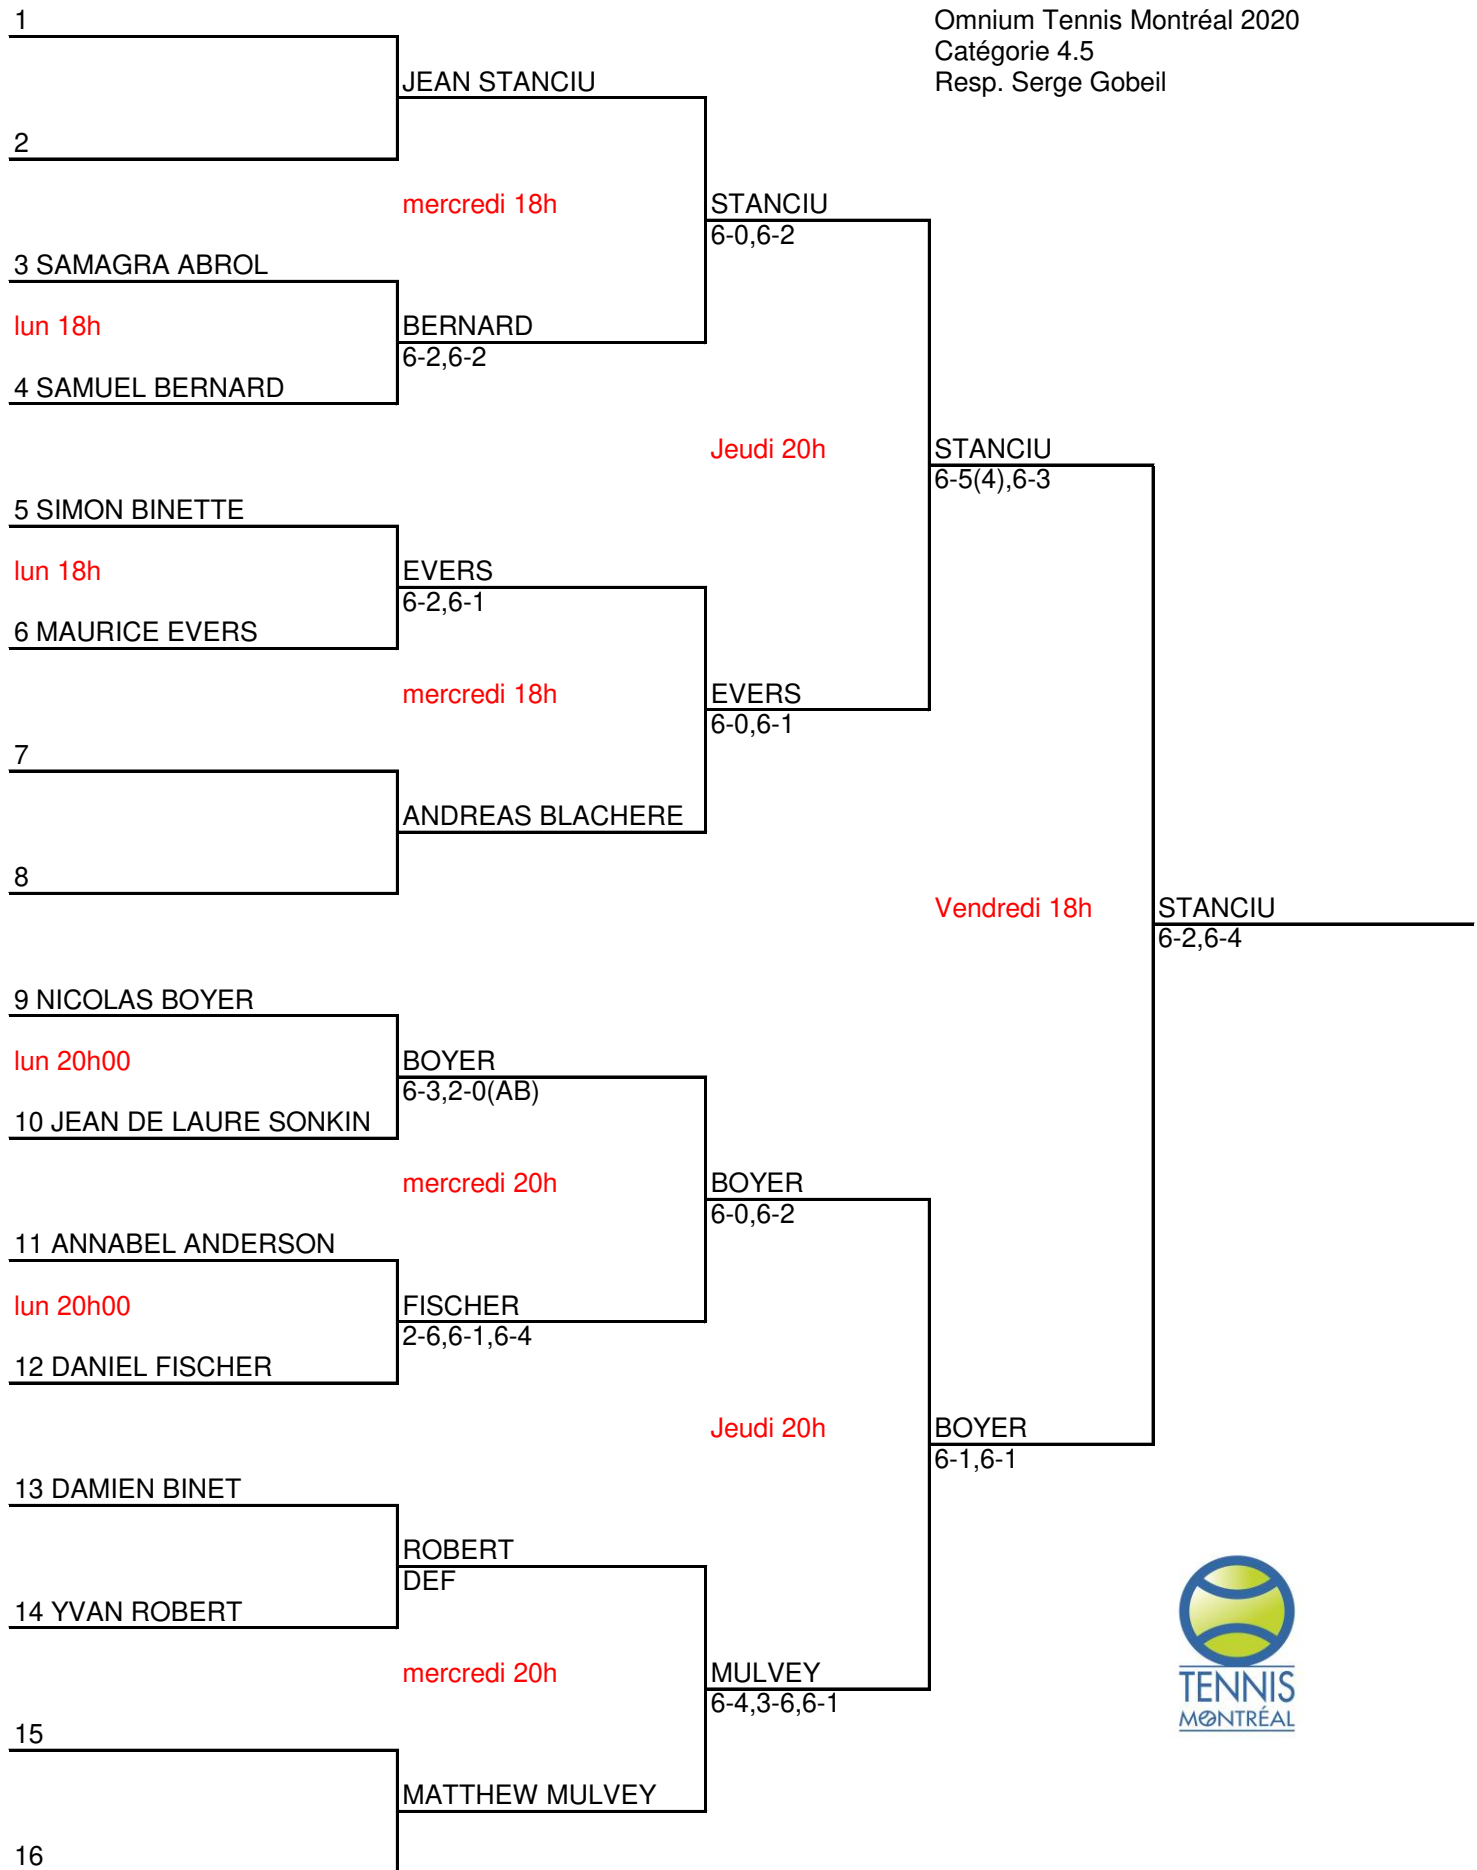 1
Omnium Tennis Montréal 2020
Catégorie 4.5
Resp. Serge Gobeil
JEAN STANCIU
2
mercredi 18h
STANCIU
6-0,6-2
3 SAMAGRA ABROL
lun 18h
BERNARD
6-2,6-2
4 SAMUEL BERNARD
Jeudi 20h
STANCIU
6-5(4),6-3
5 SIMON BINETTE
lun 18h
EVERS
6-2,6-1
6 MAURICE EVERS
mercredi 18h
EVERS
6-0,6-1
7
ANDREAS BLACHERE
8
Vendredi 18h
STANCIU
6-2,6-4
9 NICOLAS BOYER
lun 20h00
BOYER
6-3,2-0(AB)
10 JEAN DE LAURE SONKIN
mercredi 20h
BOYER
6-0,6-2
11 ANNABEL ANDERSON
lun 20h00
FISCHER
2-6,6-1,6-4
12 DANIEL FISCHER
Jeudi 20h
BOYER
6-1,6-1
13 DAMIEN BINET
ROBERT
DEF
14 YVAN ROBERT
mercredi 20h
MULVEY
6-4,3-6,6-1
TENNIS
MONTRÉAL
15
MATTHEW MULVEY
16